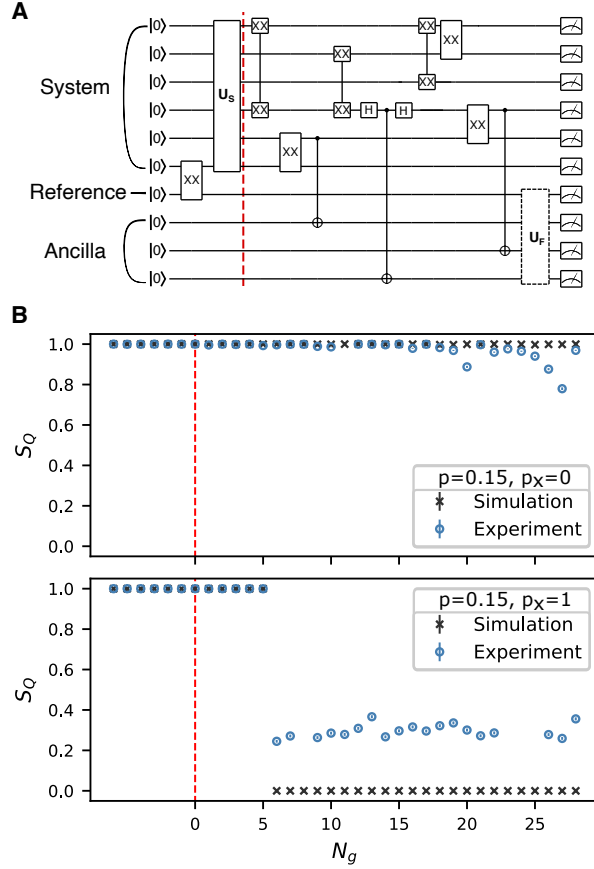 A
System
Reference
Ancilla
|0⟩
|0⟩
|0⟩
|0⟩
|0⟩
|0⟩
|0⟩
|0⟩
|0⟩
|0⟩
U_S
XX
XX
XX
XX
XX
XX
XX
XX
XX
H
H
XX
U_F
B
1.0
0.8
0.6
0.4
0.2
0.0
S_Q
p=0.15, p_X=0
Simulation
Experiment
1.0
0.8
0.6
0.4
0.2
0.0
S_Q
p=0.15, p_X=1
Simulation
Experiment
0 5 10 15 20 25
N_g